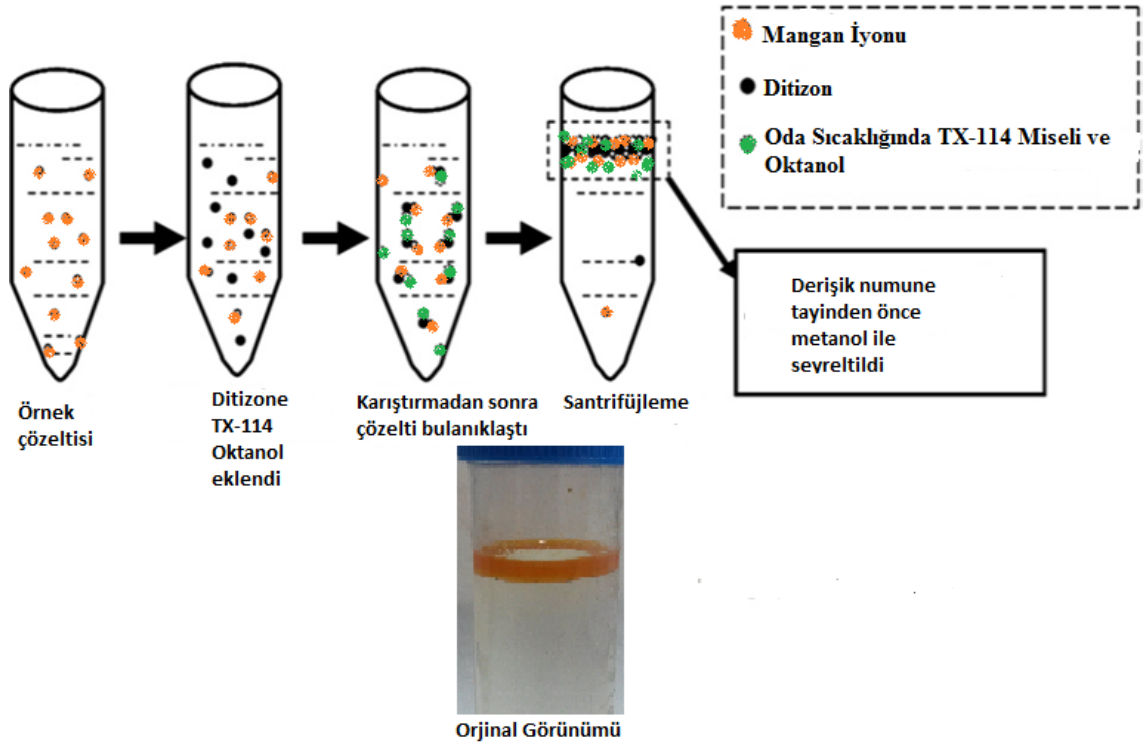 Mangan İyonu
Ditizon
Oda Sıcaklığında TX-114 Miseli ve
Oktanol
Derişik numune
tayinden önce
metanol ile
seyreltildi
Örnek
çözeltisi
Ditizone
TX-114
Oktanol
eklendi
Karıştırmadan sonra
çözelti bulanıklaştı
Santrifüjleme
Orjinal Görünümü